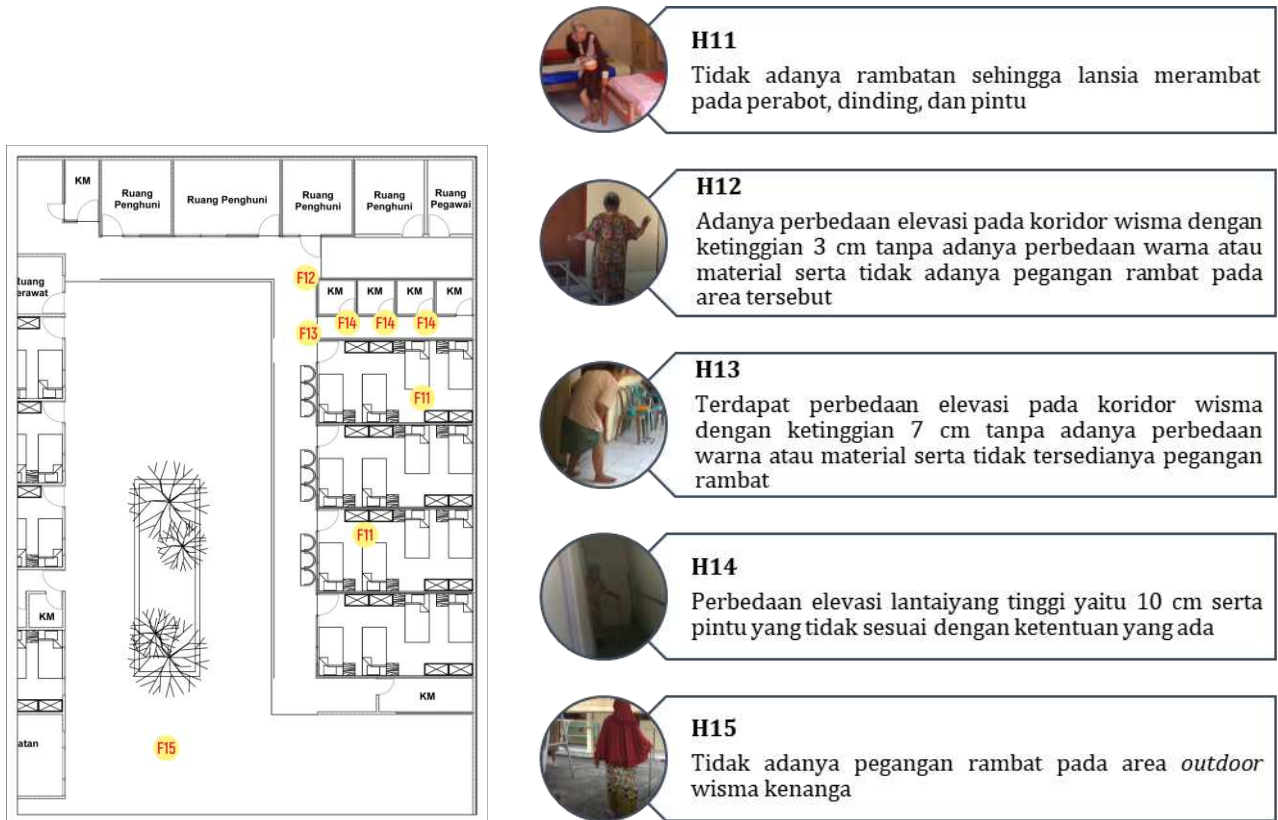 KM
Ruang
Penghuni
Ruang Penghuni
Ruang
Penghuni
Ruang
Penghuni
Ruang
Pegawai
Ruang
erawat
F12
KM
KM
KM
KM
F13
F14
F14
F14
F11
F11
KM
KM
atan
F15
H11
Tidak adanya rambatan sehingga lansia merambat
pada perabot, dinding, dan pintu
H12
Adanya perbedaan elevasi pada koridor wisma dengan
ketinggian 3 cm tanpa adanya perbedaan warna atau
material serta tidak adanya pegangan rambat pada
area tersebut
H13
Terdapat perbedaan elevasi pada koridor wisma
dengan ketinggian 7 cm tanpa adanya perbedaan
warna atau material serta tidak tersedianya pegangan
rambat
H14
Perbedaan elevasi lantaiyang tinggi yaitu 10 cm serta
pintu yang tidak sesuai dengan ketentuan yang ada
H15
Tidak adanya pegangan rambat pada area outdoor
wisma kenanga